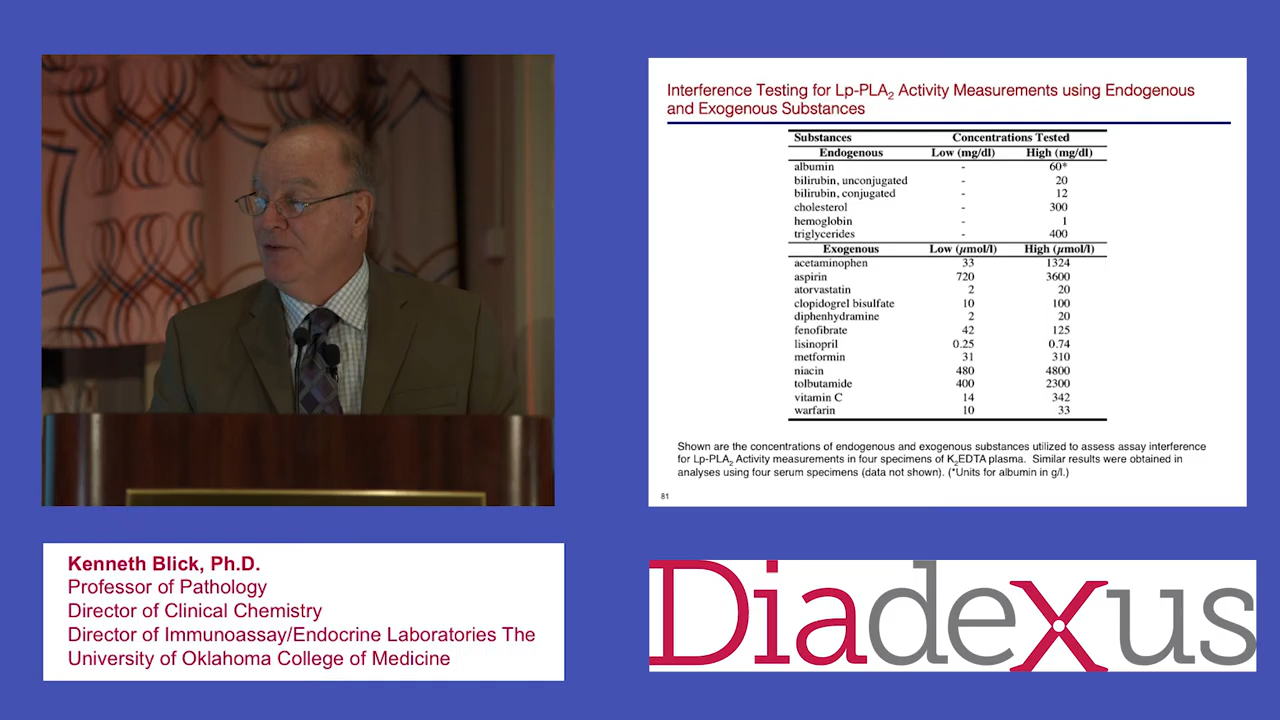 Interference Testing for Lp-PLA2 Activity Measurements using Endogenous
and Exogenous Substances
Substances Concentrations Tested
Endogenous Low (mg/dl) High (mg/dl)
albumin - 60*
bilirubin, unconjugated - 20
bilirubin, conjugated - 12
cholesterol - 300
hemoglobin - 1
triglycerides - 400
Exogenous Low (µmol/l) High (µmol/l)
acetaminophen 33 1324
aspirin 720 3600
atorvastatin 2 20
clopidogrel bisulfate 10 100
diphenhydramine 2 20
fenofibrate 42 125
lisinopril 0.25 0.74
metformin 31 310
niacin 480 4800
tolbutamide 400 2300
vitamin C 14 342
warfarin 10 33
Shown are the concentrations of endogenous and exogenous substances utilized to assess assay interference
for Lp-PLA2 Activity measurements in four specimens of K2EDTA plasma. Similar results were obtained in
analyses using four serum specimens (data not shown). (*Units for albumin in g/l.)
81
Kenneth Blick, Ph.D.
Professor of Pathology
Director of Clinical Chemistry
Director of Immunoassay/Endocrine Laboratories The
University of Oklahoma College of Medicine
Diadexus